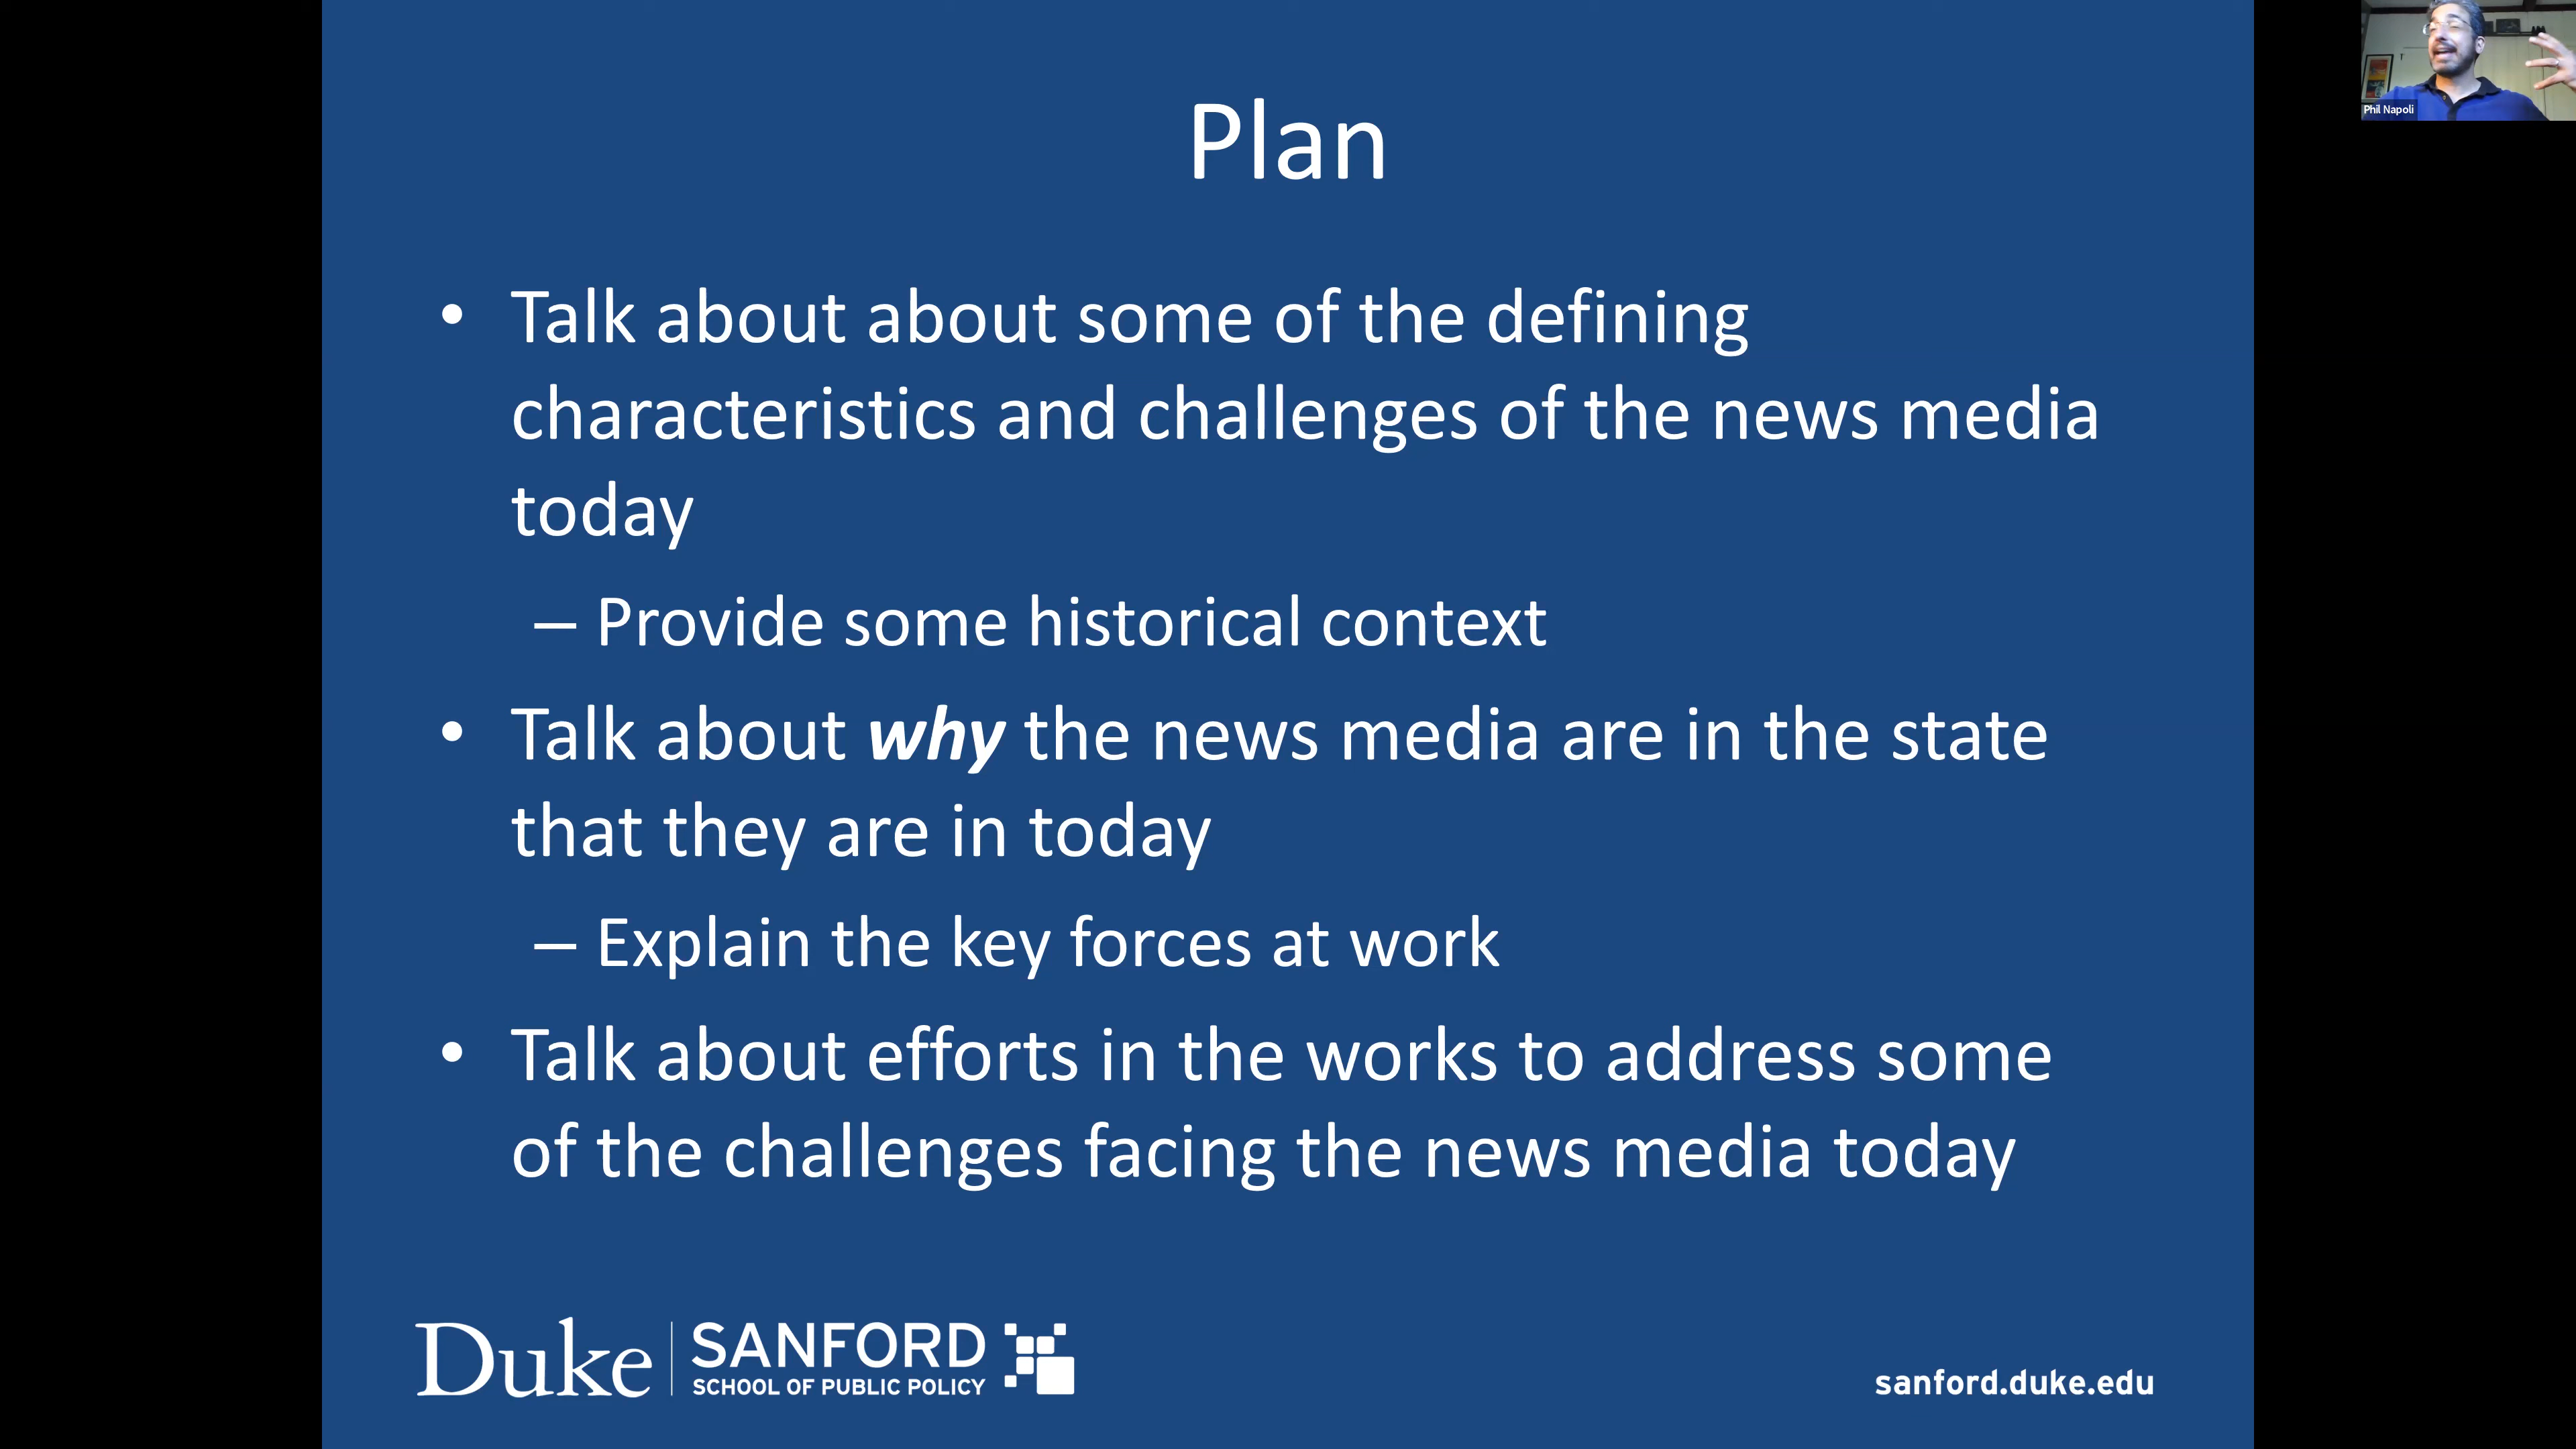 Plan
• Talk about about some of the defining
characteristics and challenges of the news media
today
– Provide some historical context
• Talk about why the news media are in the state
that they are in today
– Explain the key forces at work
• Talk about efforts in the works to address some
of the challenges facing the news media today
Duke SANFORD
SCHOOL OF PUBLIC POLICY
sanford.duke.edu
Phil Napoli